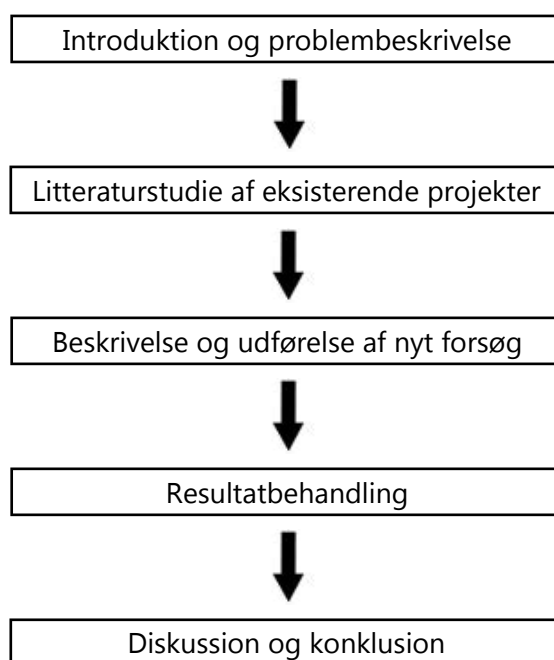 Introduktion og problembeskrivelse
Litteraturstudie af eksisterende projekter
Beskrivelse og udførelse af nyt forsøg
Resultatbehandling
Diskussion og konklusion